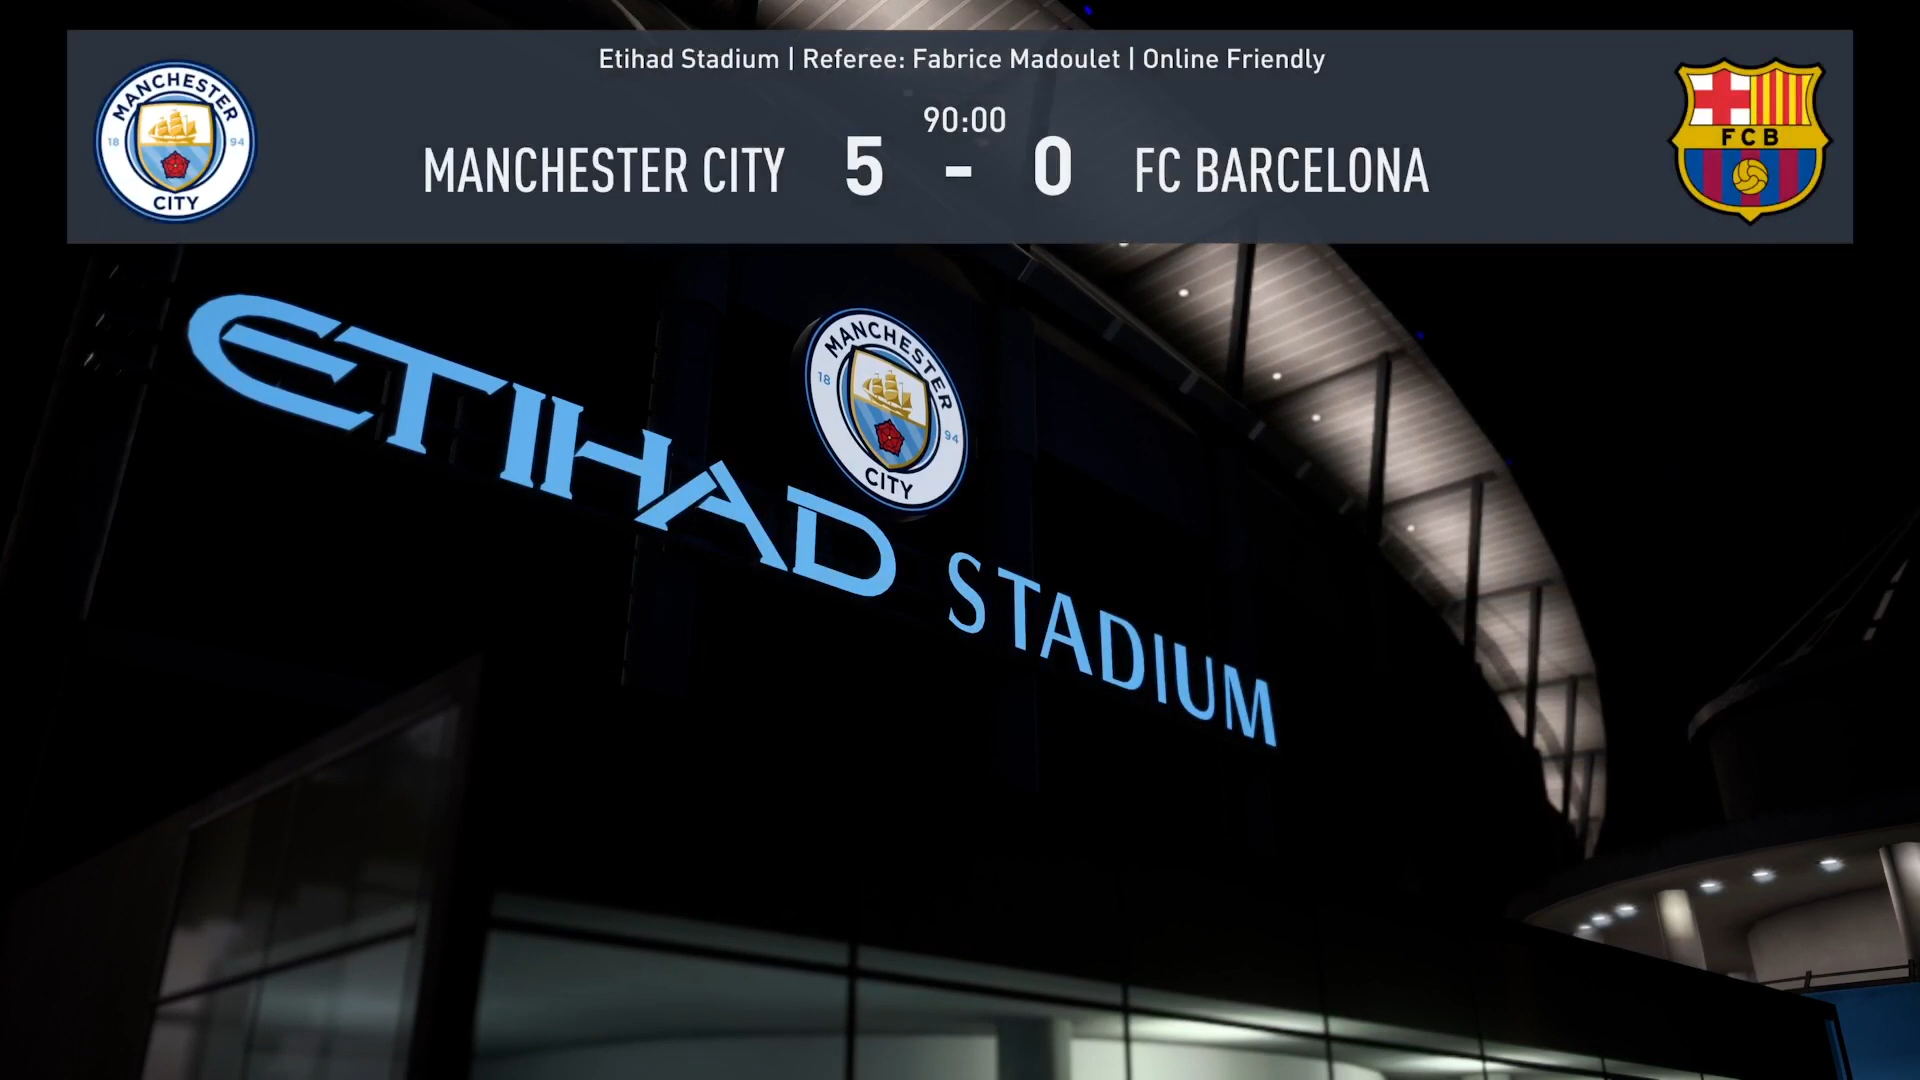 Etihad Stadium | Referee: Fabrice Madoulet | Online Friendly
90:00
MANCHESTER CITY 5 - 0 FC BARCELONA
MANCHESTER
18 94
CITY
FCB
ETIHAD STADIUM
MANCHESTER
18 94
CITY